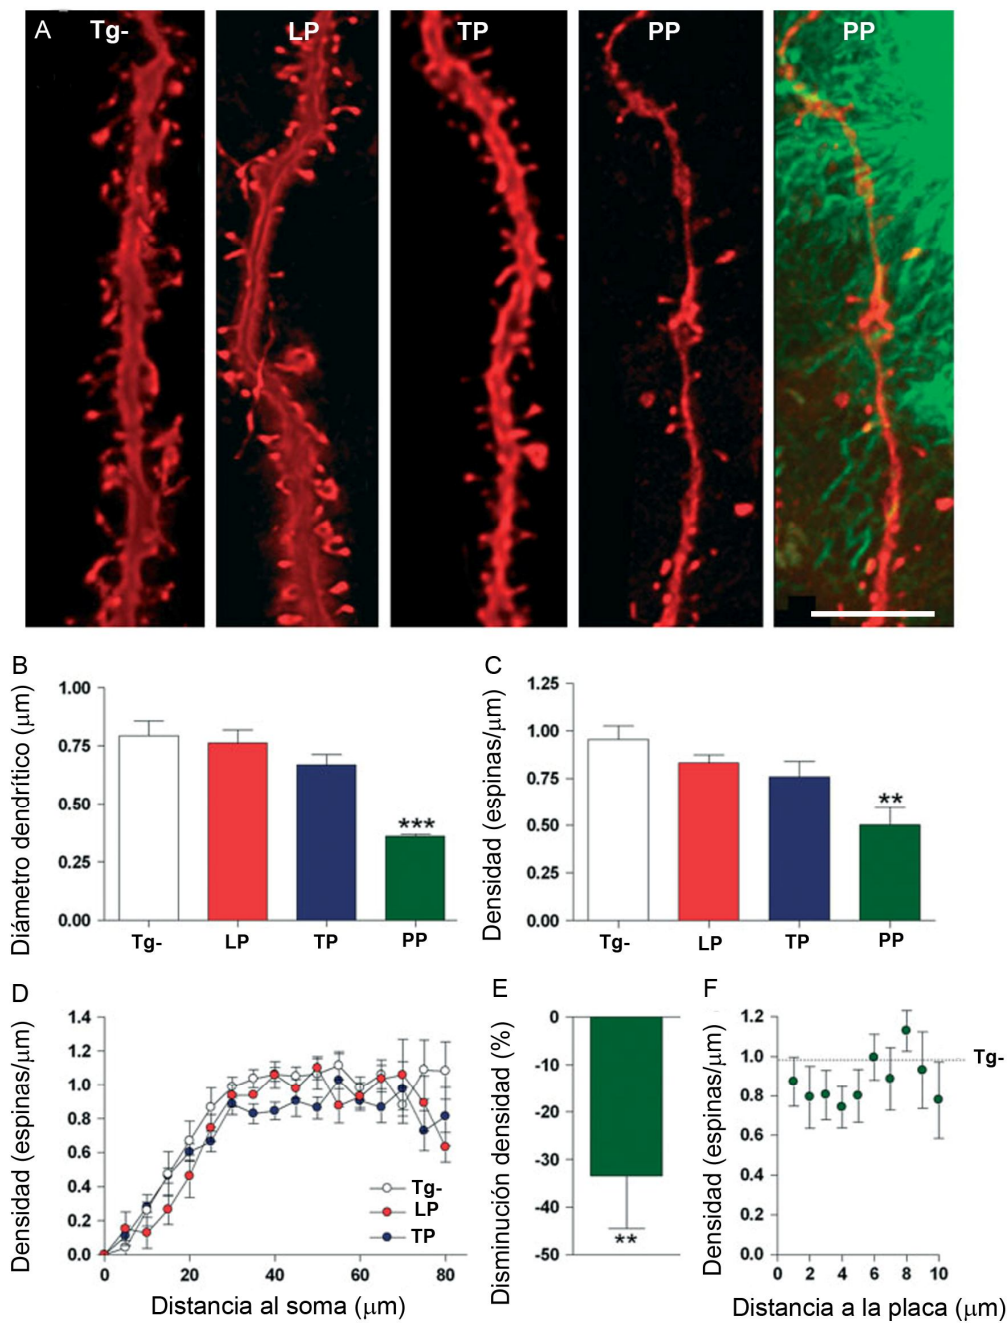 A Tg- LP TP PP PP
B
Diámetro dendrítico (µm)
1.00
0.75
0.50
0.25
0.00
***
Tg- LP TP PP
C
Densidad (espinas/µm)
1.25
1.00
0.75
0.50
0.25
0.00
**
Tg- LP TP PP
D
Densidad (espinas/µm)
1.4
1.2
1.0
0.8
0.6
0.4
0.2
0.0
Tg-
LP
TP
0 20 40 60 80
Distancia al soma (µm)
E
Disminución densidad (%)
0
-10
-20
-30
-40
-50
**
F
Densidad (espinas/µm)
1.2
1.0
0.8
0.6
0.4
0.2
0.0
Tg-
0 2 4 6 8 10
Distancia a la placa (µm)